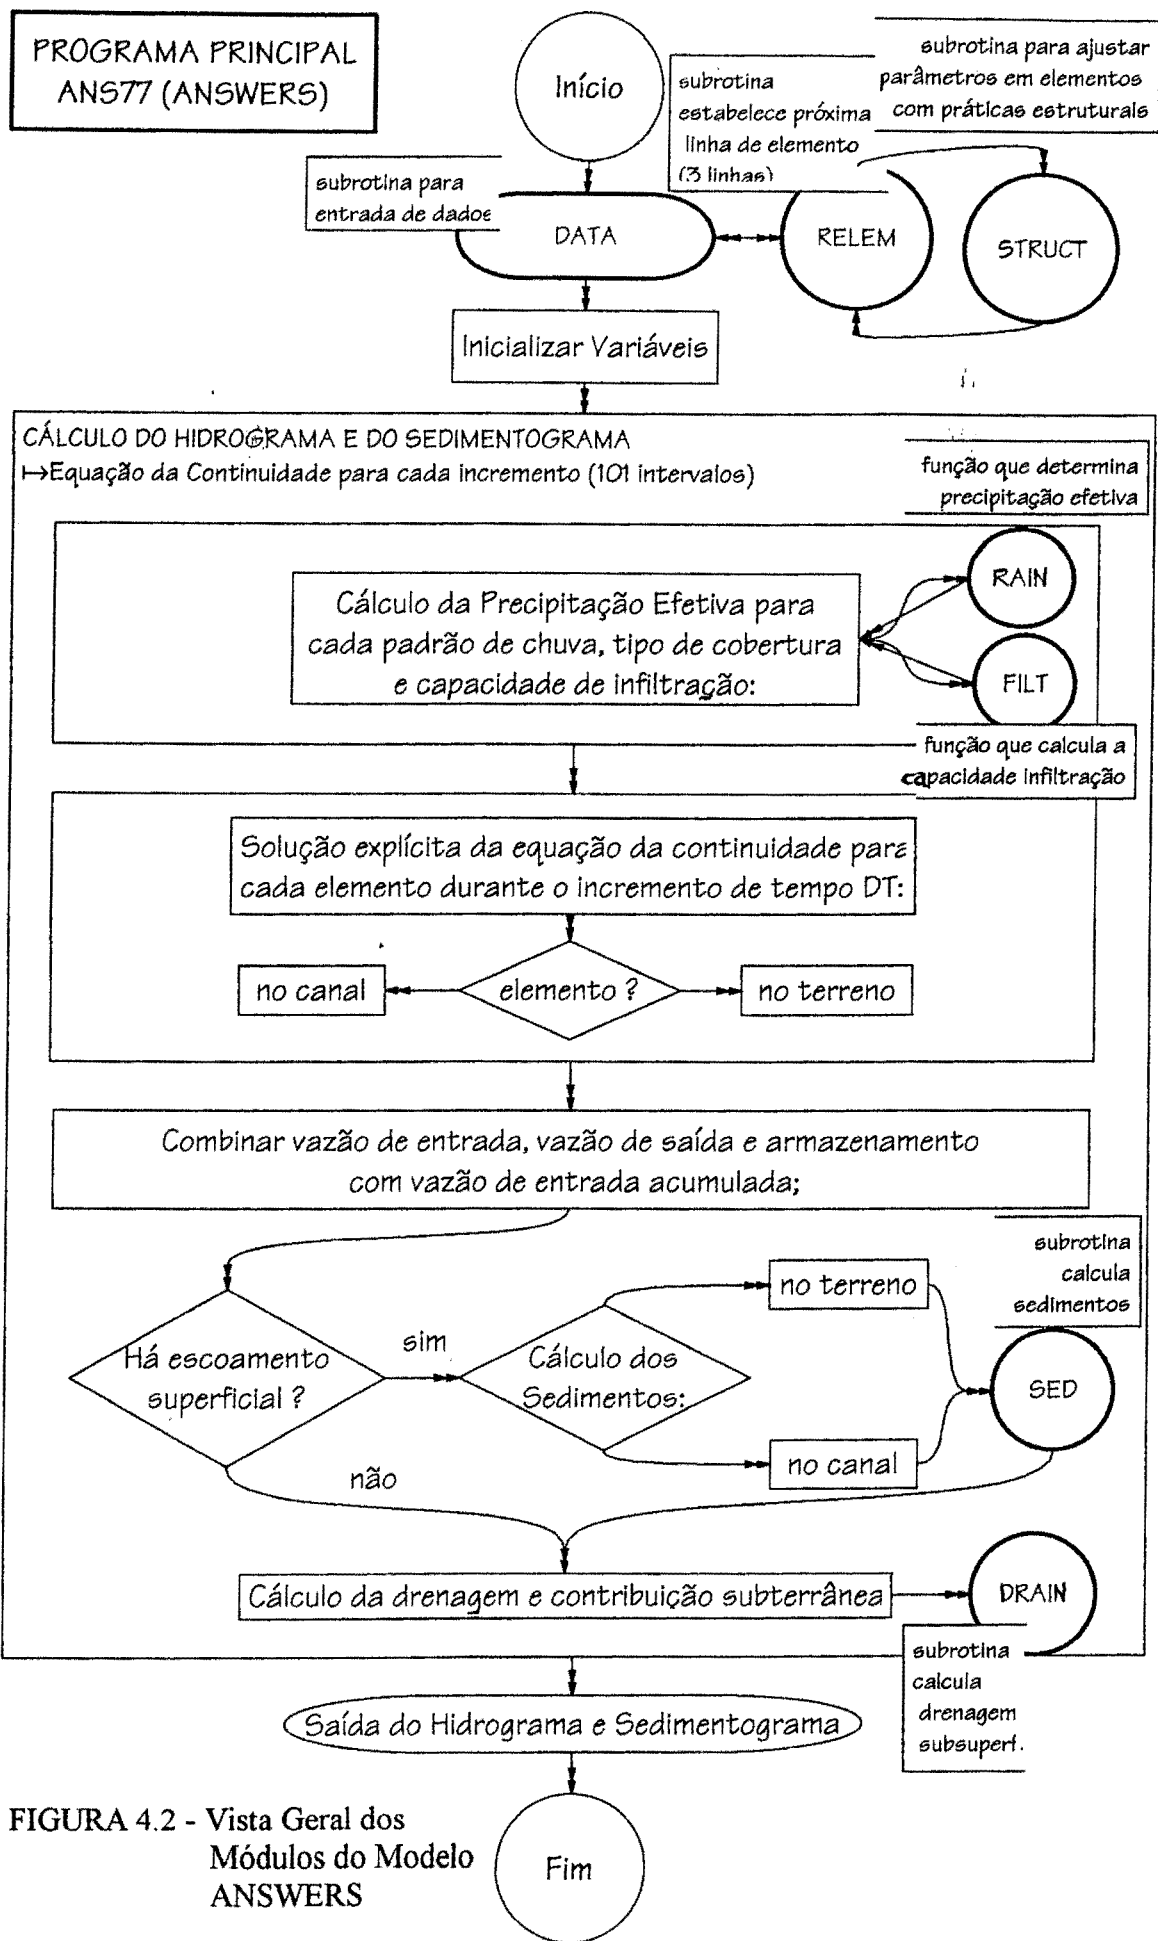 PROGRAMA PRINCIPAL
ANS77 (ANSWERS)
Início
subrotina
estabelece próxima
linha de elemento
(3 linhas)
subrotina para ajustar
parâmetros em elementos
com práticas estruturais
subrotina para
entrada de dados
DATA
RELEM
STRUCT
Inicializar Variáveis
CÁLCULO DO HIDROGRAMA E DO SEDIMENTOGRAMA
↦Equação da Continuidade para cada incremento (101 intervalos)
função que determina
precipitação efetiva
RAIN
Cálculo da Precipitação Efetiva para
cada padrão de chuva, tipo de cobertura
e capacidade de infiltração:
FILT
função que calcula a
capacidade infiltração
Solução explícita da equação da continuidade para
cada elemento durante o incremento de tempo DT:
no canal
elemento ?
no terreno
Combinar vazão de entrada, vazão de saída e armazenamento
com vazão de entrada acumulada;
subrotina
calcula
sedimentos
no terreno
Há escoamento
superficial ?
sim
Cálculo dos
Sedimentos:
SED
no canal
não
Cálculo da drenagem e contribuição subterrânea
DRAIN
subrotina
calcula
drenagem
subsuperf.
Saída do Hidrograma e Sedimentograma
FIGURA 4.2 - Vista Geral dos
Módulos do Modelo
ANSWERS
Fim